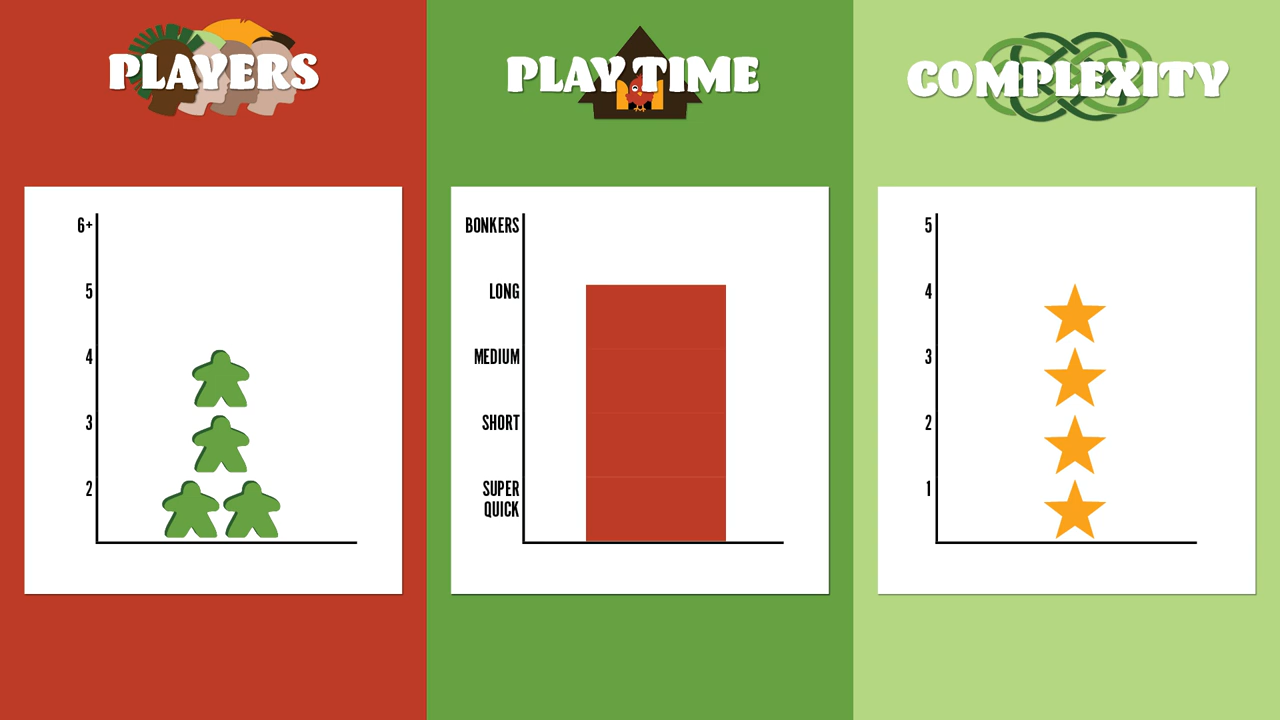 PLAYERS
6+
5
4
3
2
PLAY TIME
BONKERS
LONG
MEDIUM
SHORT
SUPER
QUICK
COMPLEXITY
5
4
3
2
1